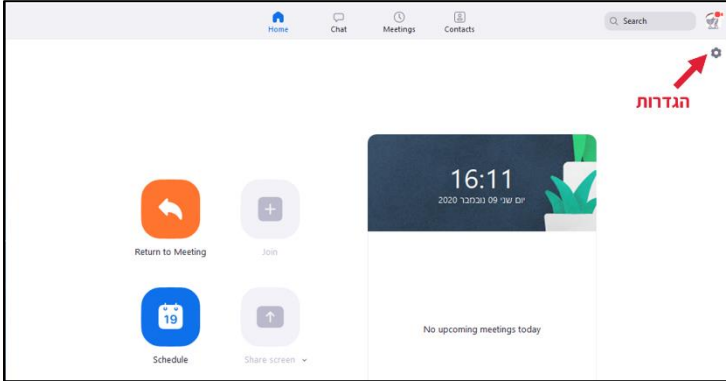 Home
Chat
Meetings
Contacts
Search
הגדרות
16:11
יום שני 09 נובמבר 2020
Return to Meeting
Join
19
Schedule
Share screen
No upcoming meetings today